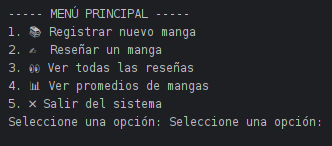 ----- MENÚ PRINCIPAL -----
1. 📚 Registrar nuevo manga
2. ✍ Reseñar un manga
3. 👀 Ver todas las reseñas
4. 📊 Ver promedios de mangas
5. ❌ Salir del sistema
Seleccione una opción: Seleccione una opción: